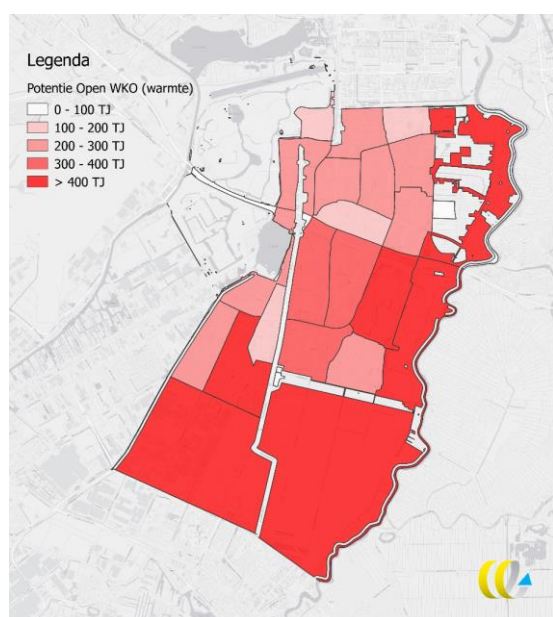 Legenda
Potentie Open WKO (warmte)
0 - 100 TJ
100 - 200 TJ
200 - 300 TJ
300 - 400 TJ
> 400 TJ